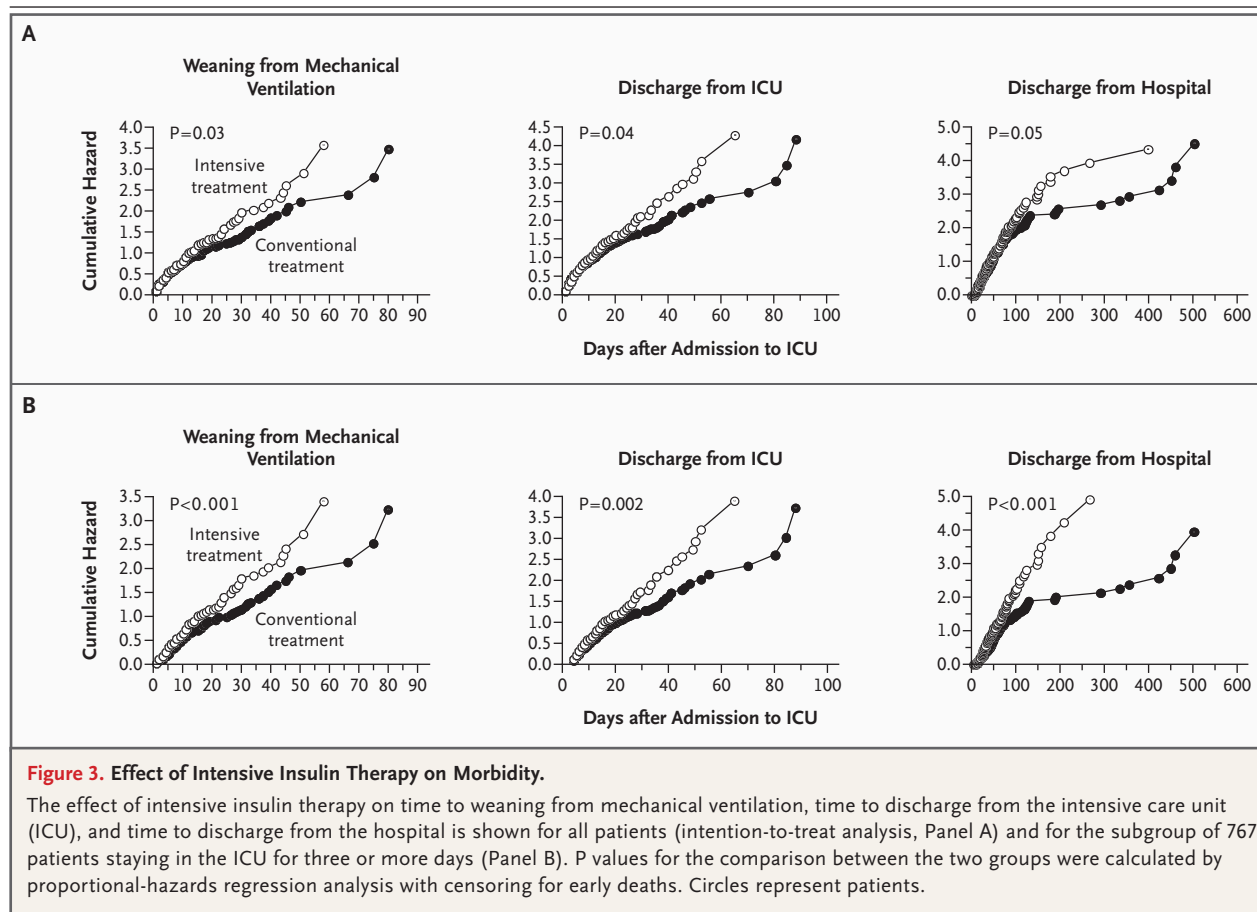 A
Weaning from Mechanical
Ventilation
Discharge from ICU
Discharge from Hospital
Cumulative Hazard
4.0
3.5
3.0
2.5
2.0
1.5
1.0
0.5
0.0
P=0.03
Intensive
treatment
Conventional
treatment
0 10 20 30 40 50 60 70 80 90
4.5
4.0
3.5
3.0
2.5
2.0
1.5
1.0
0.5
0.0
P=0.04
0 20 40 60 80 100
5.0
4.0
3.0
2.0
1.0
0.0
P=0.05
0 100 200 300 400 500 600
Days after Admission to ICU
B
Weaning from Mechanical
Ventilation
Discharge from ICU
Discharge from Hospital
Cumulative Hazard
3.5
3.0
2.5
2.0
1.5
1.0
0.5
0.0
P<0.001
Intensive
treatment
Conventional
treatment
0 10 20 30 40 50 60 70 80 90
4.0
3.5
3.0
2.5
2.0
1.5
1.0
0.5
0.0
P=0.002
0 20 40 60 80 100
5.0
4.0
3.0
2.0
1.0
0.0
P<0.001
0 100 200 300 400 500 600
Days after Admission to ICU
Figure 3. Effect of Intensive Insulin Therapy on Morbidity.
The effect of intensive insulin therapy on time to weaning from mechanical ventilation, time to discharge from the intensive care unit
(ICU), and time to discharge from the hospital is shown for all patients (intention-to-treat analysis, Panel A) and for the subgroup of 767
patients staying in the ICU for three or more days (Panel B). P values for the comparison between the two groups were calculated by
proportional-hazards regression analysis with censoring for early deaths. Circles represent patients.